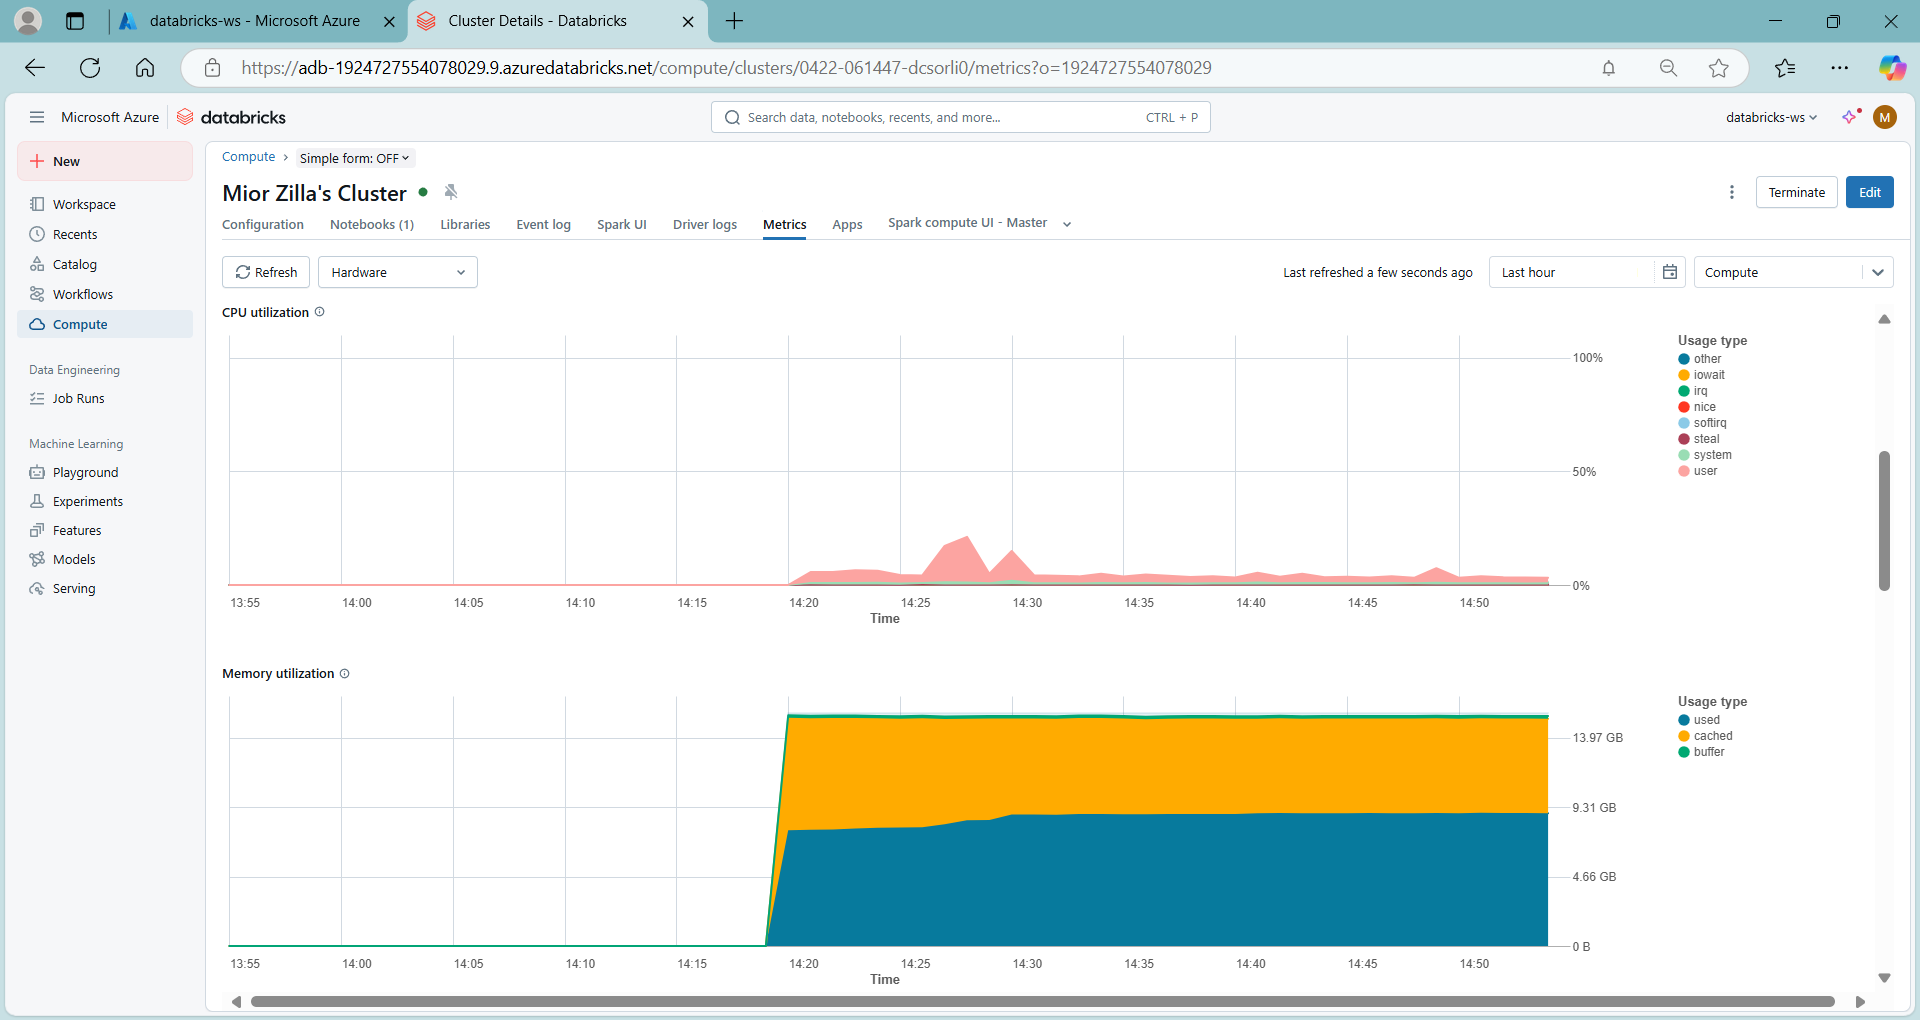 databricks-ws - Microsoft Azure
Cluster Details - Databricks
https://adb-1924727554078029.9.azuredatabricks.net/compute/clusters/0422-061447-dcsorli0/metrics?o=1924727554078029
Microsoft Azure databricks
Search data, notebooks, recents, and more... CTRL + P
databricks-ws
M
New
Workspace
Recents
Catalog
Workflows
Compute
Data Engineering
Job Runs
Machine Learning
Playground
Experiments
Features
Models
Serving
Compute > Simple form: OFF
Mior Zilla's Cluster
Terminate Edit
Configuration Notebooks (1) Libraries Event log Spark UI Driver logs Metrics Apps Spark compute UI - Master
Refresh Hardware Last refreshed a few seconds ago Last hour Compute
CPU utilization
100%
50%
0%
13:55 14:00 14:05 14:10 14:15 14:20 14:25 14:30 14:35 14:40 14:45 14:50
Time
Usage type
other
iowait
irq
nice
softirq
steal
system
user
Memory utilization
13.97 GB
9.31 GB
4.66 GB
0 B
13:55 14:00 14:05 14:10 14:15 14:20 14:25 14:30 14:35 14:40 14:45 14:50
Time
Usage type
used
cached
buffer